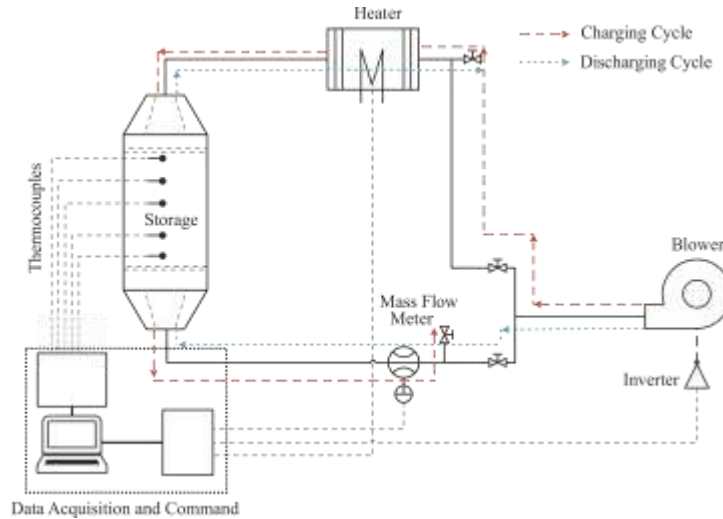 Heater
Charging Cycle
Discharging Cycle
Thermocouples
Storage
Blower
Mass Flow
Meter
Inverter
Data Acquisition and Command